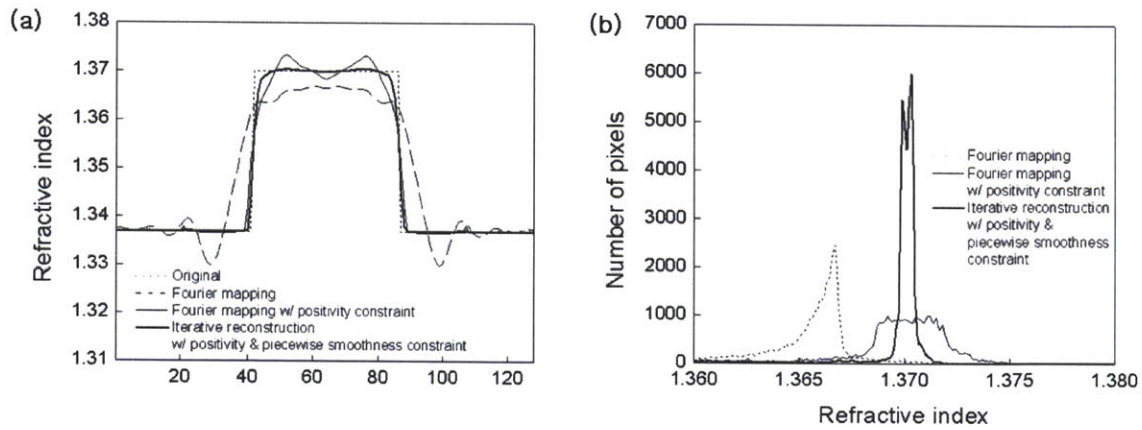 (a)
1.38
1.37
1.36
1.35
1.34
1.33
1.32
1.31
Refractive index
Original
Fourier mapping
Fourier mapping w/ positivity constraint
Iterative reconstruction
w/ positivity & piecewise smoothness constraint
20 40 60 80 100 120
(b)
7000
6000
5000
4000
3000
2000
1000
0
Number of pixels
Fourier mapping
Fourier mapping
w/ positivity constraint
Iterative reconstruction
w/ positivity &
piecewise smoothness
constraint
1.360 1.365 1.370 1.375 1.380
Refractive index